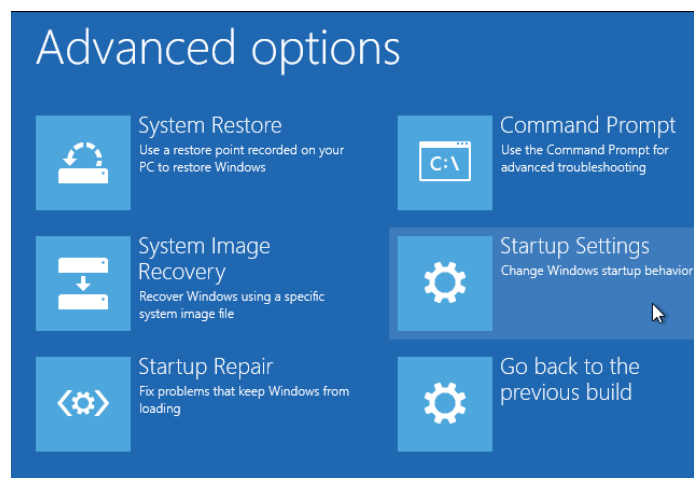 Advanced options
System Restore
Use a restore point recorded on your
PC to restore Windows
Command Prompt
Use the Command Prompt for
advanced troubleshooting
C:\
System Image
Recovery
Recover Windows using a specific
system image file
Startup Settings
Change Windows startup behavior
Startup Repair
Fix problems that keep Windows from
loading
Go back to the
previous build